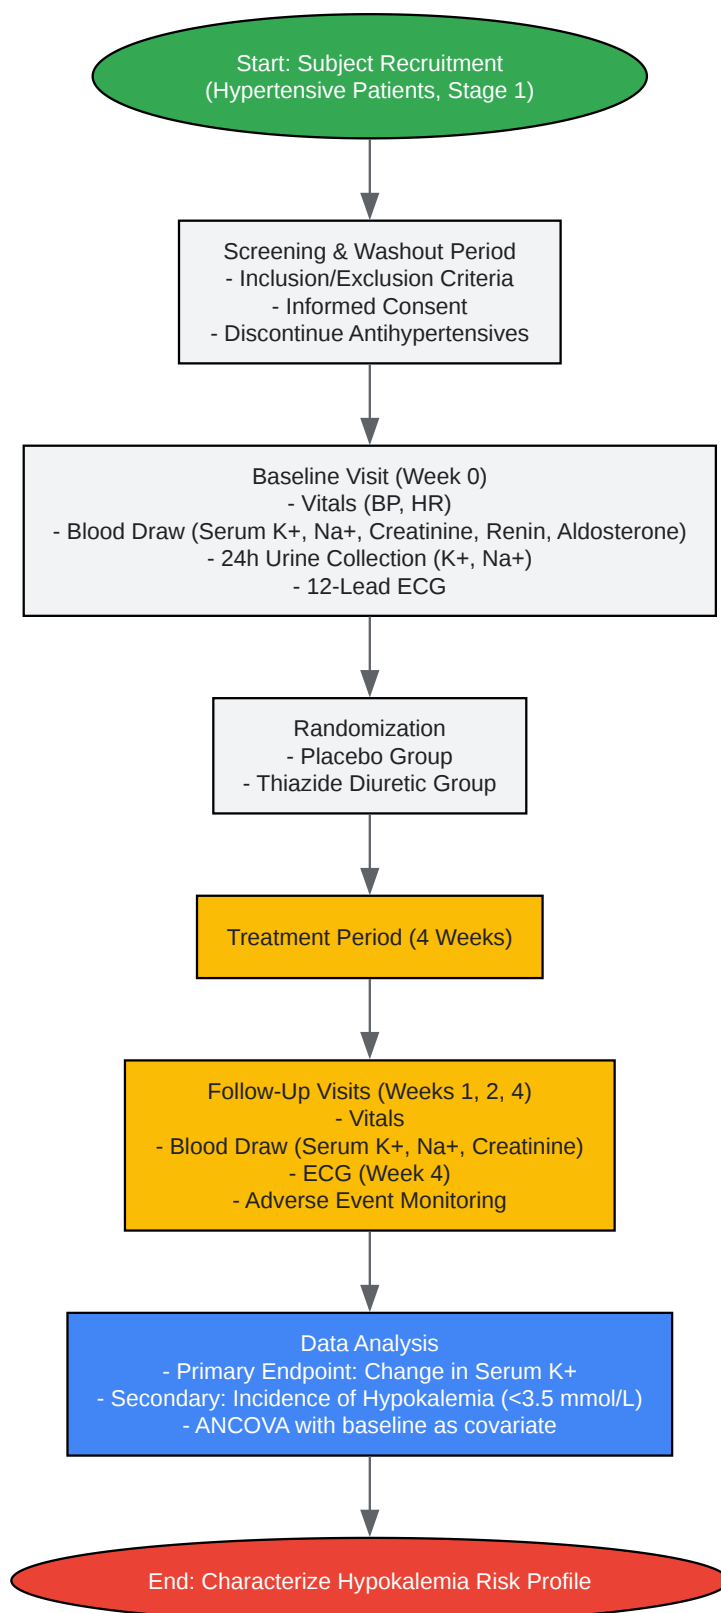 Start: Subject Recruitment
(Hypertensive Patients, Stage 1)
Screening & Washout Period
- Inclusion/Exclusion Criteria
- Informed Consent
- Discontinue Antihypertensives
Baseline Visit (Week 0)
- Vitals (BP, HR)
- Blood Draw (Serum K+, Na+, Creatinine, Renin, Aldosterone)
- 24h Urine Collection (K+, Na+)
- 12-Lead ECG
Randomization
- Placebo Group
- Thiazide Diuretic Group
Treatment Period (4 Weeks)
Follow-Up Visits (Weeks 1, 2, 4)
- Vitals
- Blood Draw (Serum K+, Na+, Creatinine)
- ECG (Week 4)
- Adverse Event Monitoring
Data Analysis
- Primary Endpoint: Change in Serum K+
- Secondary: Incidence of Hypokalemia (<3.5 mmol/L)
- ANCOVA with baseline as covariate
End: Characterize Hypokalemia Risk Profile